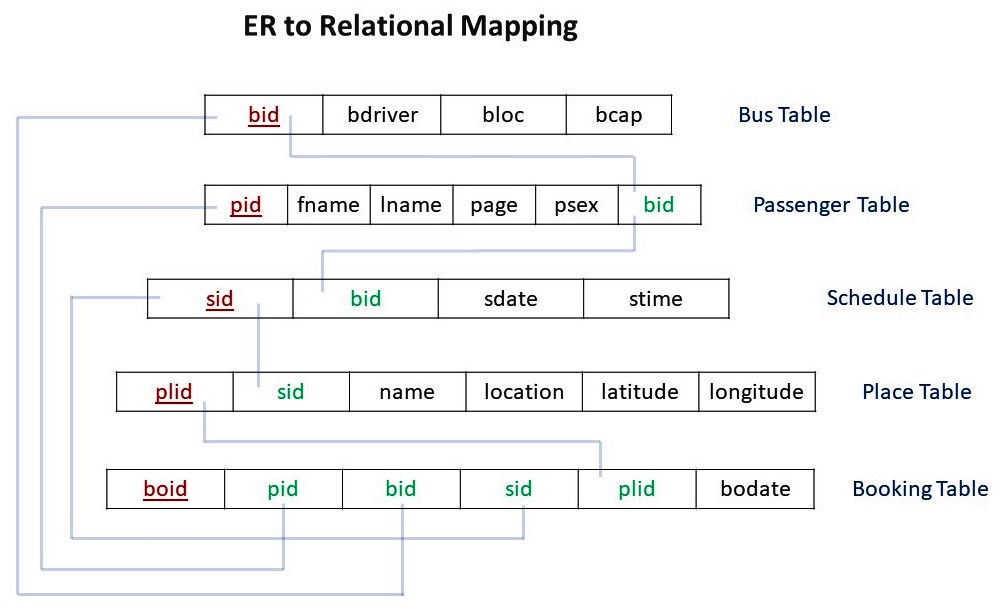 ER to Relational Mapping
bid bdriver bloc bcap Bus Table
pid fname lname page psex bid Passenger Table
sid bid sdate stime Schedule Table
plid sid name location latitude longitude Place Table
boid pid bid sid plid bodate Booking Table